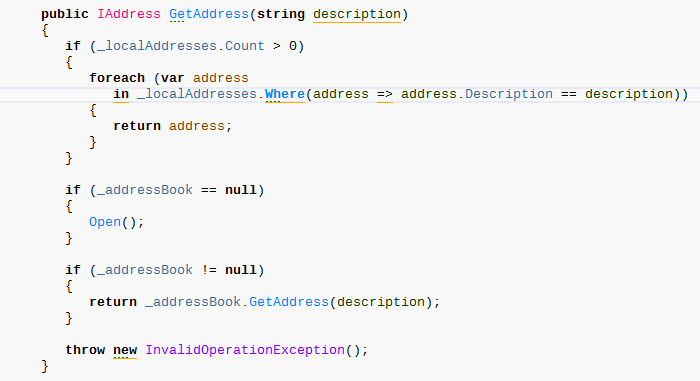 public IAddress GetAddress(string description)
{
if (_localAddresses.Count > 0)
{
foreach (var address
in _localAddresses.Where(address => address.Description == description))
{
return address;
}
}
if (_addressBook == null)
{
Open();
}
if (_addressBook != null)
{
return _addressBook.GetAddress(description);
}
throw new InvalidOperationException();
}